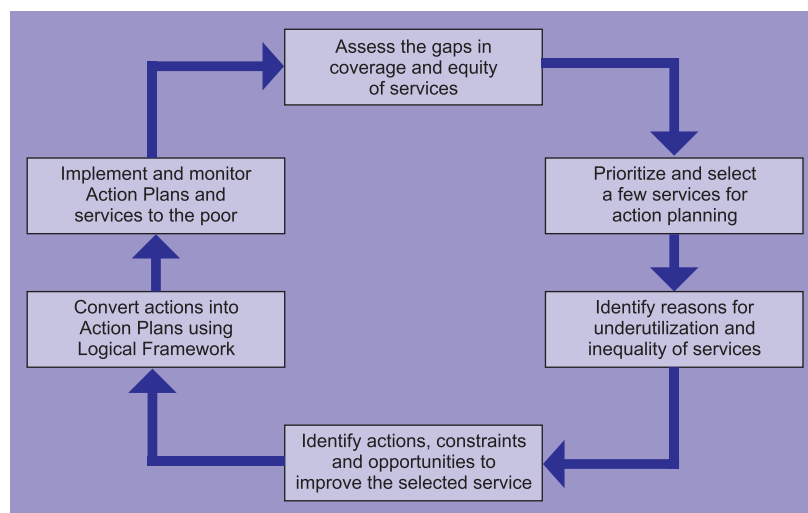 Assess the gaps in
coverage and equity
of services
Prioritize and select
a few services for
action planning
Identify reasons for
underutilization and
inequality of services
Identify actions, constraints
and opportunities to
improve the selected service
Convert actions into
Action Plans using
Logical Framework
Implement and monitor
Action Plans and
services to the poor